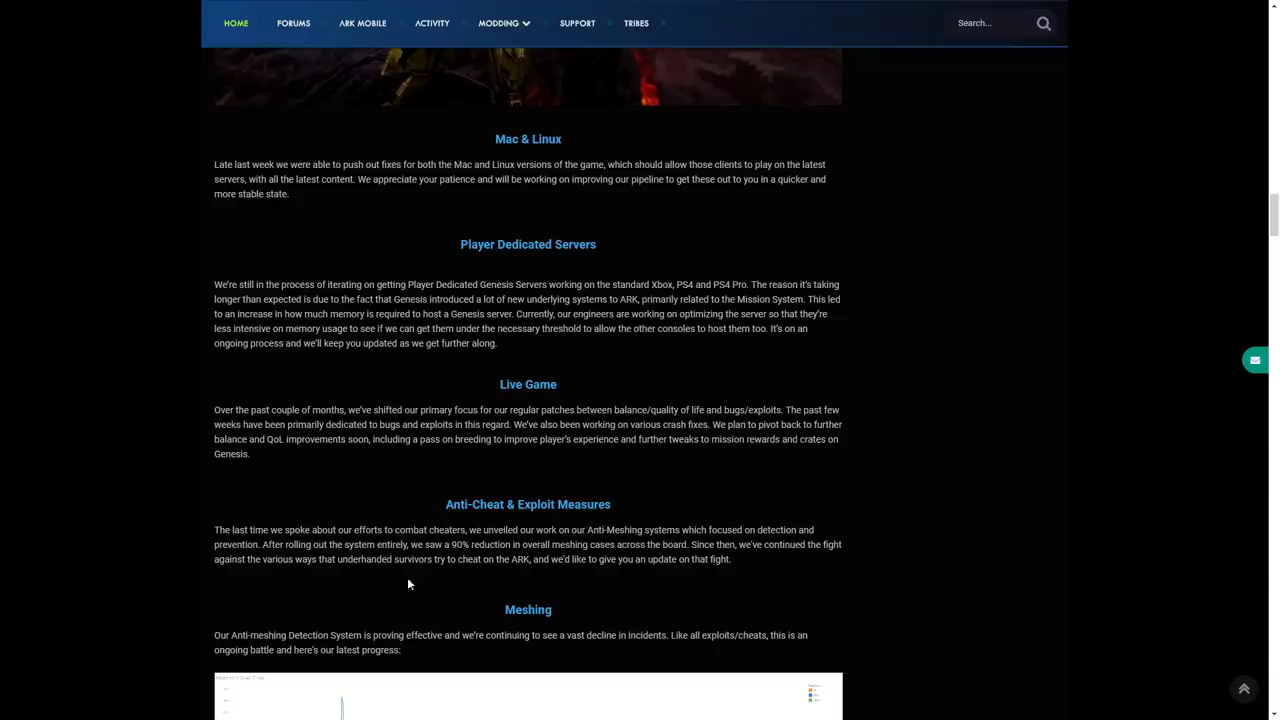 HOME FORUMS ARK MOBILE ACTIVITY MODDING SUPPORT TRIBES Search...
Mac & Linux
Late last week we were able to push out fixes for both the Mac and Linux versions of the game, which should allow those clients to play on the latest
servers, with all the latest content. We appreciate your patience and will be working on improving our pipeline to get these out to you in a quicker and
more stable state.
Player Dedicated Servers
We're still in the process of iterating on getting Player Dedicated Genesis Servers working on the standard Xbox, PS4 and PS4 Pro. The reason it's taking
longer than expected is due to the fact that Genesis introduced a lot of new underlying systems to ARK, primarily related to the Mission System. This led
to an increase in how much memory is required to host a Genesis server. Currently, our engineers are working on optimizing the server so that they're
less intensive on memory usage to see if we can get them under the necessary threshold to allow the other consoles to host them too. It's on an
ongoing process and we'll keep you updated as we get further along.
Live Game
Over the past couple of months, we've shifted our primary focus for our regular patches between balance/quality of life and bugs/exploits. The past few
weeks have been primarily dedicated to bugs and exploits in this regard. We've also been working on various crash fixes. We plan to pivot back to further
balance and QoL improvements soon, including a pass on breeding to improve player's experience and further tweaks to mission rewards and crates on
Genesis.
Anti-Cheat & Exploit Measures
The last time we spoke about our efforts to combat cheaters, we unveiled our work on our Anti-Meshing systems which focused on detection and
prevention. After rolling out the system entirely, we saw a 90% reduction in overall meshing cases across the board. Since then, we've continued the fight
against the various ways that underhanded survivors try to cheat on the ARK, and we'd like to give you an update on that fight.
Meshing
Our Anti-meshing Detection System is proving effective and we're continuing to see a vast decline in incidents. Like all exploits/cheats, this is an
ongoing battle and here's our latest progress: